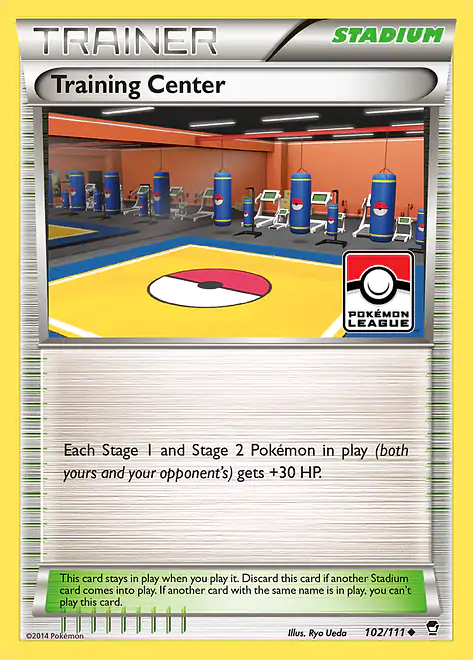 TRAINER
STADIUM
Training Center
POKÉMON
LEAGUE
Each Stage 1 and Stage 2 Pokémon in play (both
yours and your opponent's) gets +30 HP.
This card stays in play when you play it. Discard this card if another Stadium
card comes into play. If another card with the same name is in play, you can't
play this card.
©2014 Pokémon
Illus. Ryo Ueda
102/111